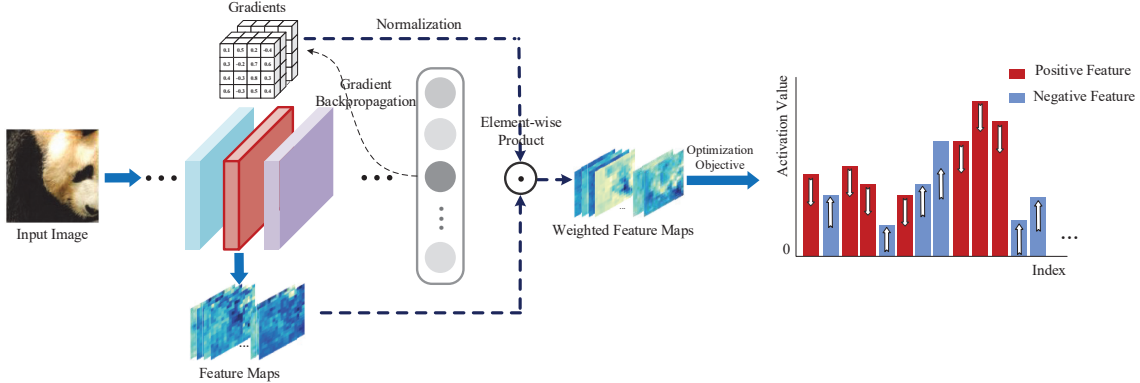 Gradients
Normalization
0.1 0.5 0.2 -0.4
0.3 -0.2 0.7 0.6
0.4 -0.3 0.8 0.3
0.6 -0.3 0.5 0.4
Gradient
Backpropagation
Element-wise
Product
Input Image
Feature Maps
...
Weighted Feature Maps
...
Optimization
Objective
Activation Value
0
Positive Feature
Negative Feature
Index
...